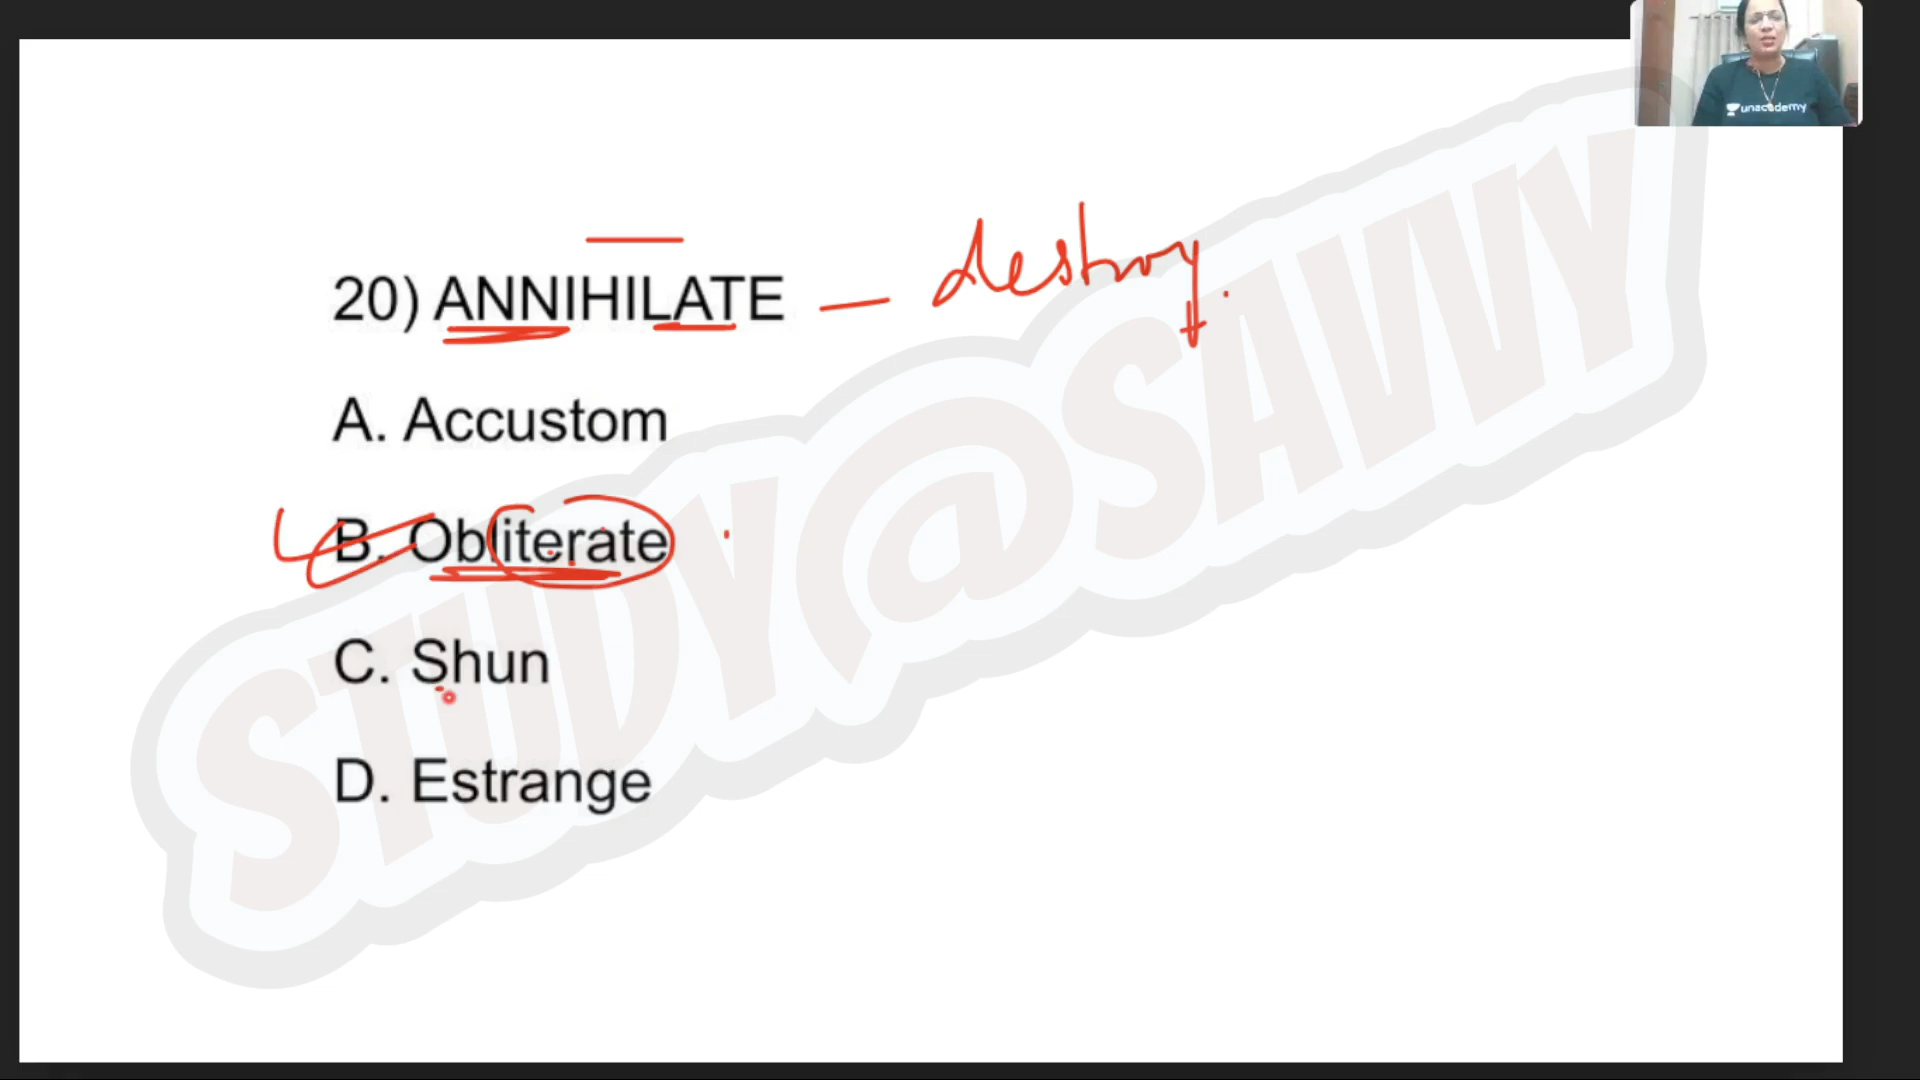 unacademy
20) ANNIHILATE — destroy.
A. Accustom
B. Obliterate
C. Shun
D. Estrange
STUDY@SAVVY